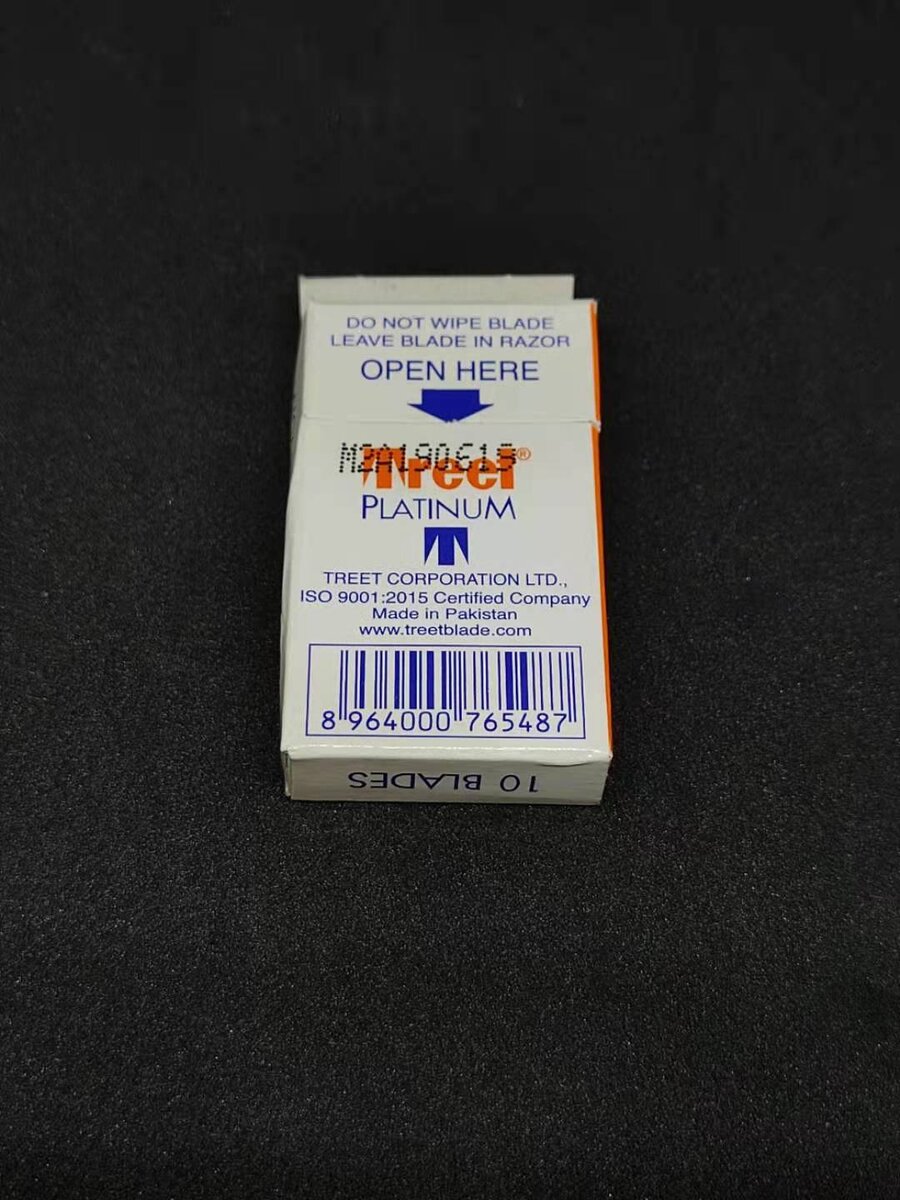 DO NOT WIPE BLADE
LEAVE BLADE IN RAZOR
OPEN HERE
M2A190619
Treet®
PLATINUM
T
TREET CORPORATION LTD.,
ISO 9001:2015 Certified Company
Made in Pakistan
www.treetblade.com
8 964000 765487
10 BLADES